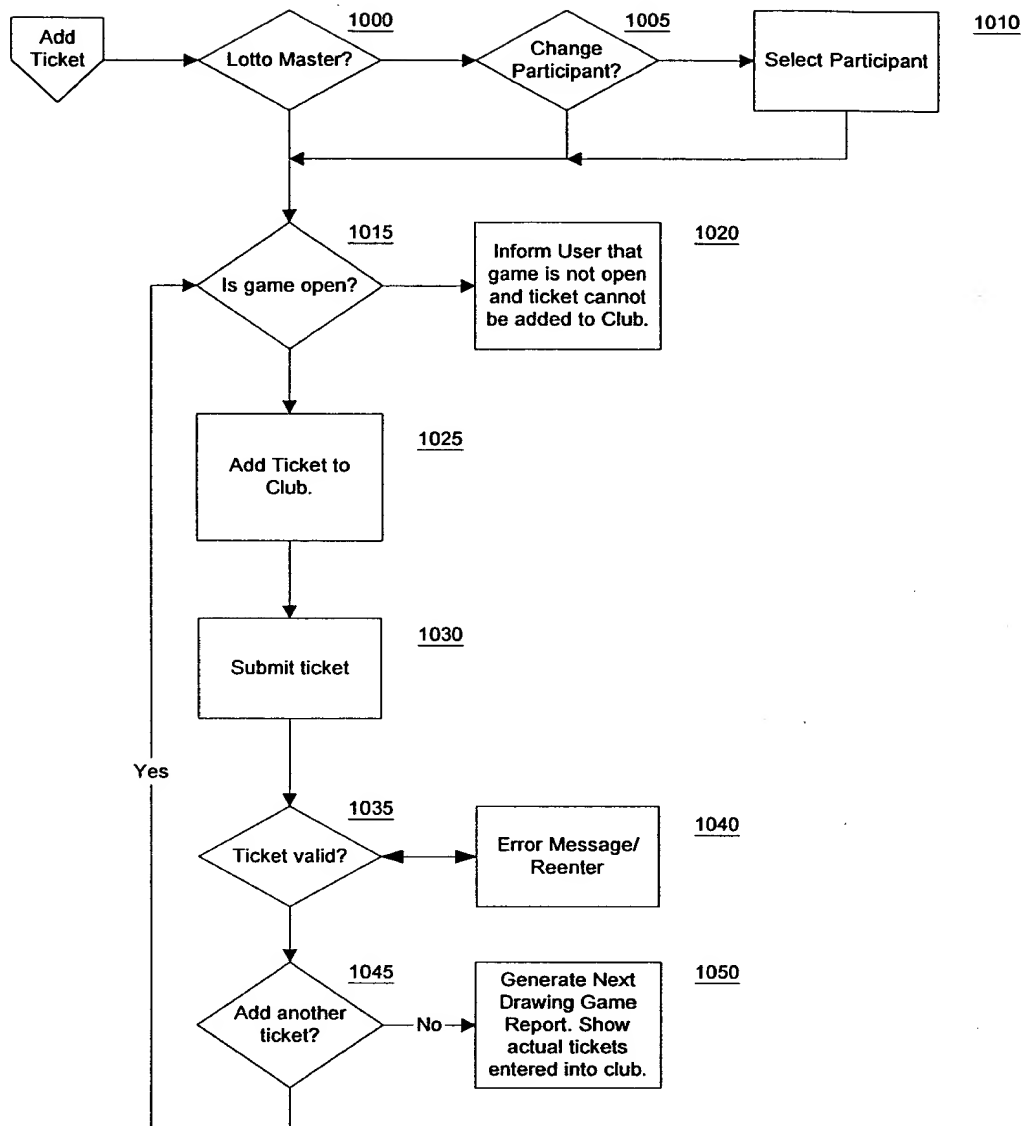 Add
Ticket
Lotto Master?
1000
Change
Participant?
1005
Select Participant
1010
Is game open?
1015
Inform User that
game is not open
and ticket cannot
be added to Club.
1020
Add Ticket to
Club.
1025
Submit ticket
1030
Yes
Ticket valid?
1035
Error Message/
Reenter
1040
Add another
ticket?
1045
No
Generate Next
Drawing Game
Report. Show
actual tickets
entered into club.
1050